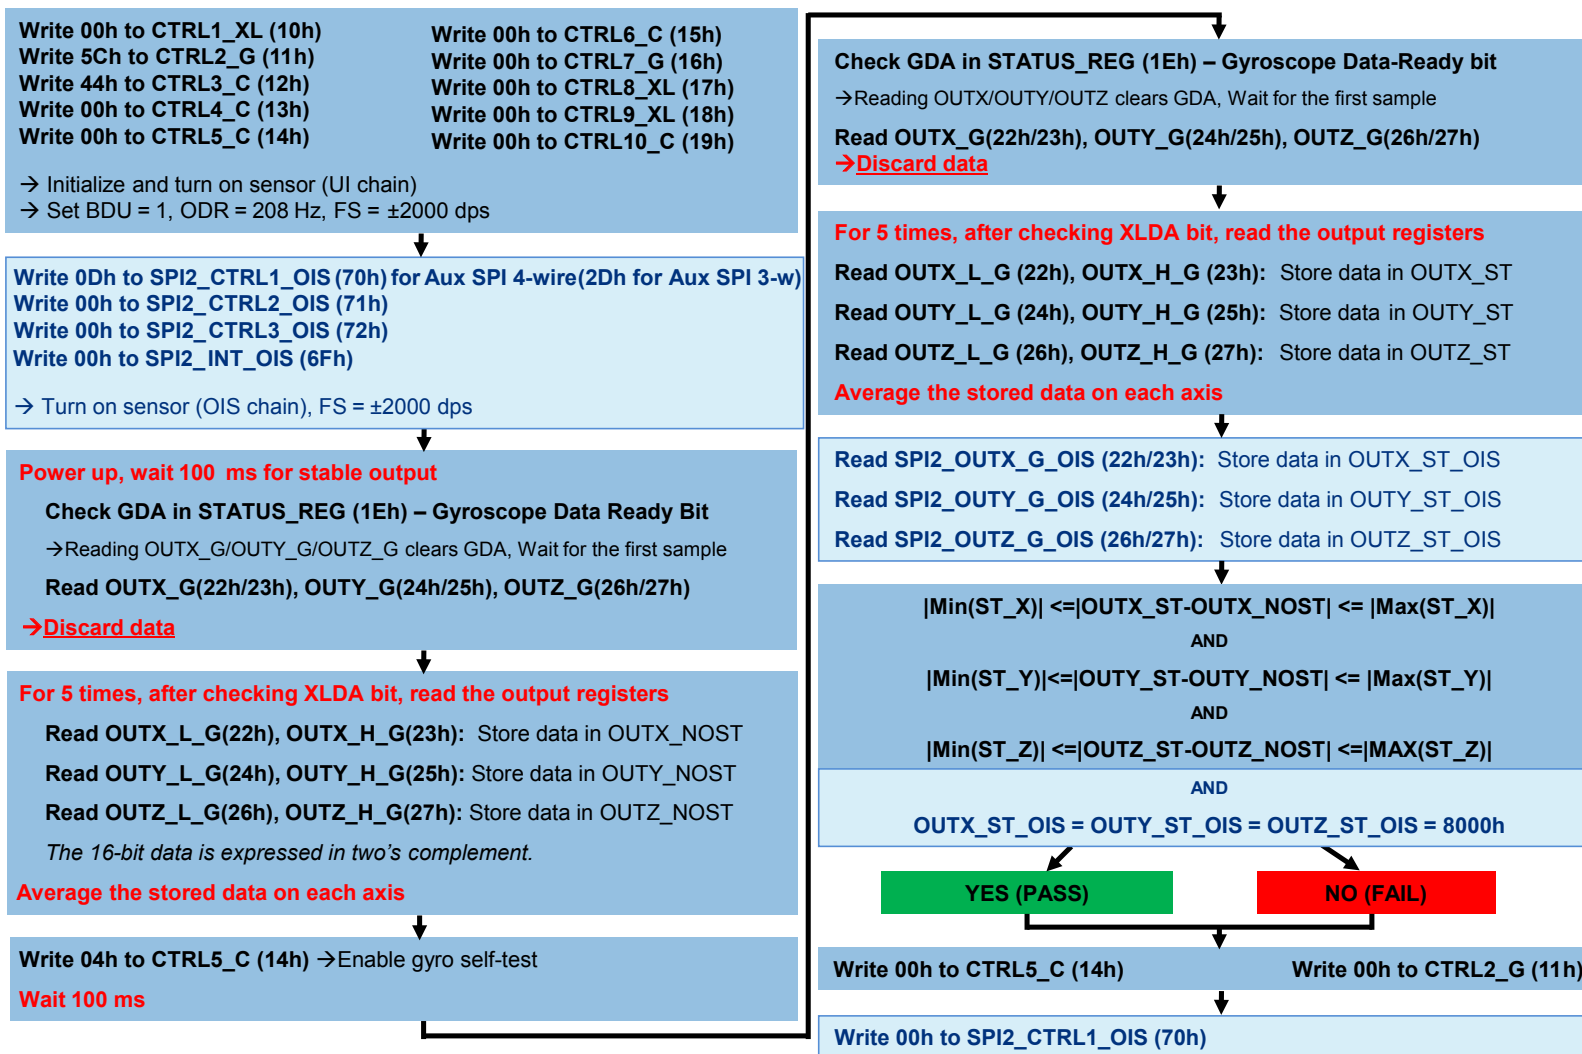 Write 00h to CTRL1_XL (10h)
Write 5Ch to CTRL2_G (11h)
Write 44h to CTRL3_C (12h)
Write 00h to CTRL4_C (13h)
Write 00h to CTRL5_C (14h)
Write 00h to CTRL6_C (15h)
Write 00h to CTRL7_G (16h)
Write 00h to CTRL8_XL (17h)
Write 00h to CTRL9_XL (18h)
Write 00h to CTRL10_C (19h)
→ Initialize and turn on sensor (UI chain)
→ Set BDU = 1, ODR = 208 Hz, FS = ±2000 dps
Write 0Dh to SPI2_CTRL1_OIS (70h) for Aux SPI 4-wire(2Dh for Aux SPI 3-w)
Write 00h to SPI2_CTRL2_OIS (71h)
Write 00h to SPI2_CTRL3_OIS (72h)
Write 00h to SPI2_INT_OIS (6Fh)
→ Turn on sensor (OIS chain), FS = ±2000 dps
Power up, wait 100 ms for stable output
Check GDA in STATUS_REG (1Eh) – Gyroscope Data Ready Bit
→Reading OUTX_G/OUTY_G/OUTZ_G clears GDA, Wait for the first sample
Read OUTX_G(22h/23h), OUTY_G(24h/25h), OUTZ_G(26h/27h)
→Discard data
For 5 times, after checking XLDA bit, read the output registers
Read OUTX_L_G(22h), OUTX_H_G(23h): Store data in OUTX_NOST
Read OUTY_L_G(24h), OUTY_H_G(25h): Store data in OUTY_NOST
Read OUTZ_L_G(26h), OUTZ_H_G(27h): Store data in OUTZ_NOST
The 16-bit data is expressed in two's complement.
Average the stored data on each axis
Write 04h to CTRL5_C (14h) →Enable gyro self-test
Wait 100 ms
Check GDA in STATUS_REG (1Eh) – Gyroscope Data-Ready bit
→Reading OUTX/OUTY/OUTZ clears GDA, Wait for the first sample
Read OUTX_G(22h/23h), OUTY_G(24h/25h), OUTZ_G(26h/27h)
→Discard data
For 5 times, after checking XLDA bit, read the output registers
Read OUTX_L_G (22h), OUTX_H_G (23h): Store data in OUTX_ST
Read OUTY_L_G (24h), OUTY_H_G (25h): Store data in OUTY_ST
Read OUTZ_L_G (26h), OUTZ_H_G (27h): Store data in OUTZ_ST
Average the stored data on each axis
Read SPI2_OUTX_G_OIS (22h/23h): Store data in OUTX_ST_OIS
Read SPI2_OUTY_G_OIS (24h/25h): Store data in OUTY_ST_OIS
Read SPI2_OUTZ_G_OIS (26h/27h): Store data in OUTZ_ST_OIS
|Min(ST_X)| <=|OUTX_ST-OUTX_NOST| <= |Max(ST_X)|
AND
|Min(ST_Y)|<=|OUTY_ST-OUTY_NOST| <= |Max(ST_Y)|
AND
|Min(ST_Z)| <=|OUTZ_ST-OUTZ_NOST| <=|MAX(ST_Z)|
AND
OUTX_ST_OIS = OUTY_ST_OIS = OUTZ_ST_OIS = 8000h
YES (PASS)
NO (FAIL)
Write 00h to CTRL5_C (14h)
Write 00h to CTRL2_G (11h)
Write 00h to SPI2_CTRL1_OIS (70h)